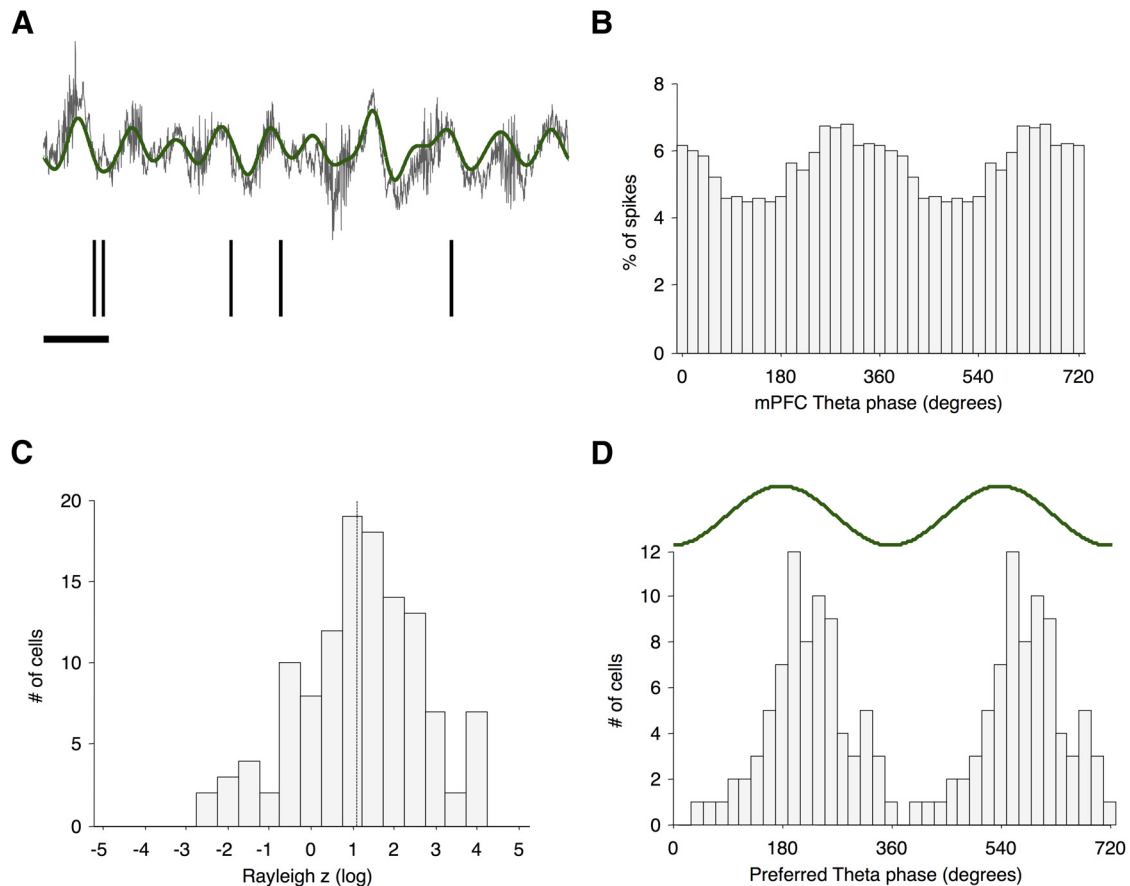 A
B
8
6
4
2
0
% of spikes
0 180 360 540 720
mPFC Theta phase (degrees)
C
20
15
10
5
0
# of cells
-5 -4 -3 -2 -1 0 1 2 3 4 5
Rayleigh z (log)
D
12
10
8
6
4
2
0
# of cells
0 180 360 540 720
Preferred Theta phase (degrees)